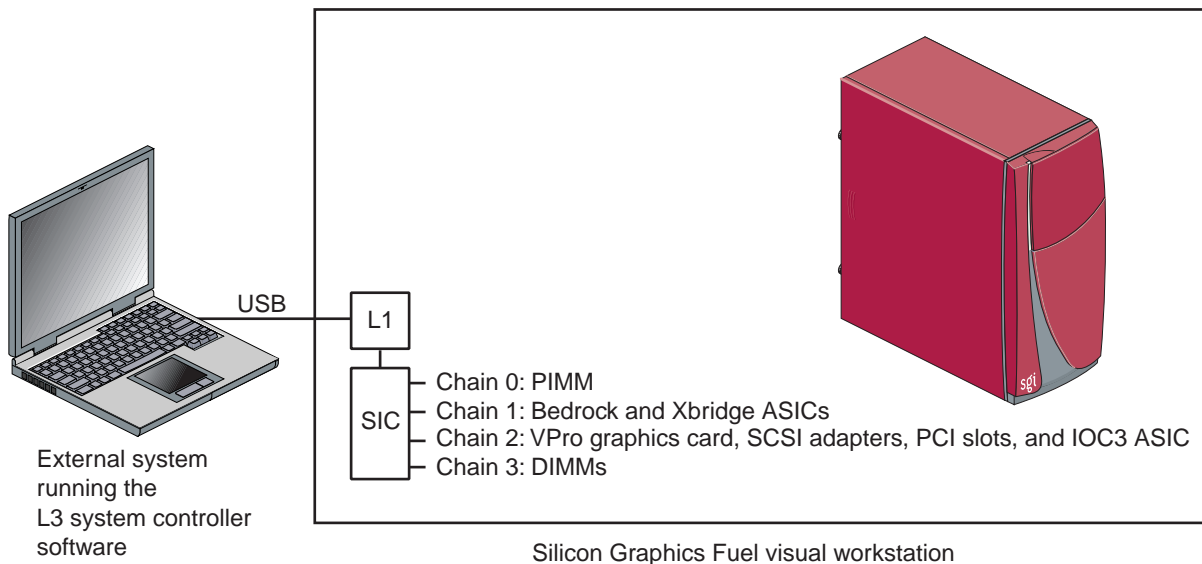 USB
L1
SIC
Chain 0: PIMM
Chain 1: Bedrock and Xbridge ASICs
Chain 2: VPro graphics card, SCSI adapters, PCI slots, and IOC3 ASIC
Chain 3: DIMMs
sgi
External system
running the
L3 system controller
software
Silicon Graphics Fuel visual workstation